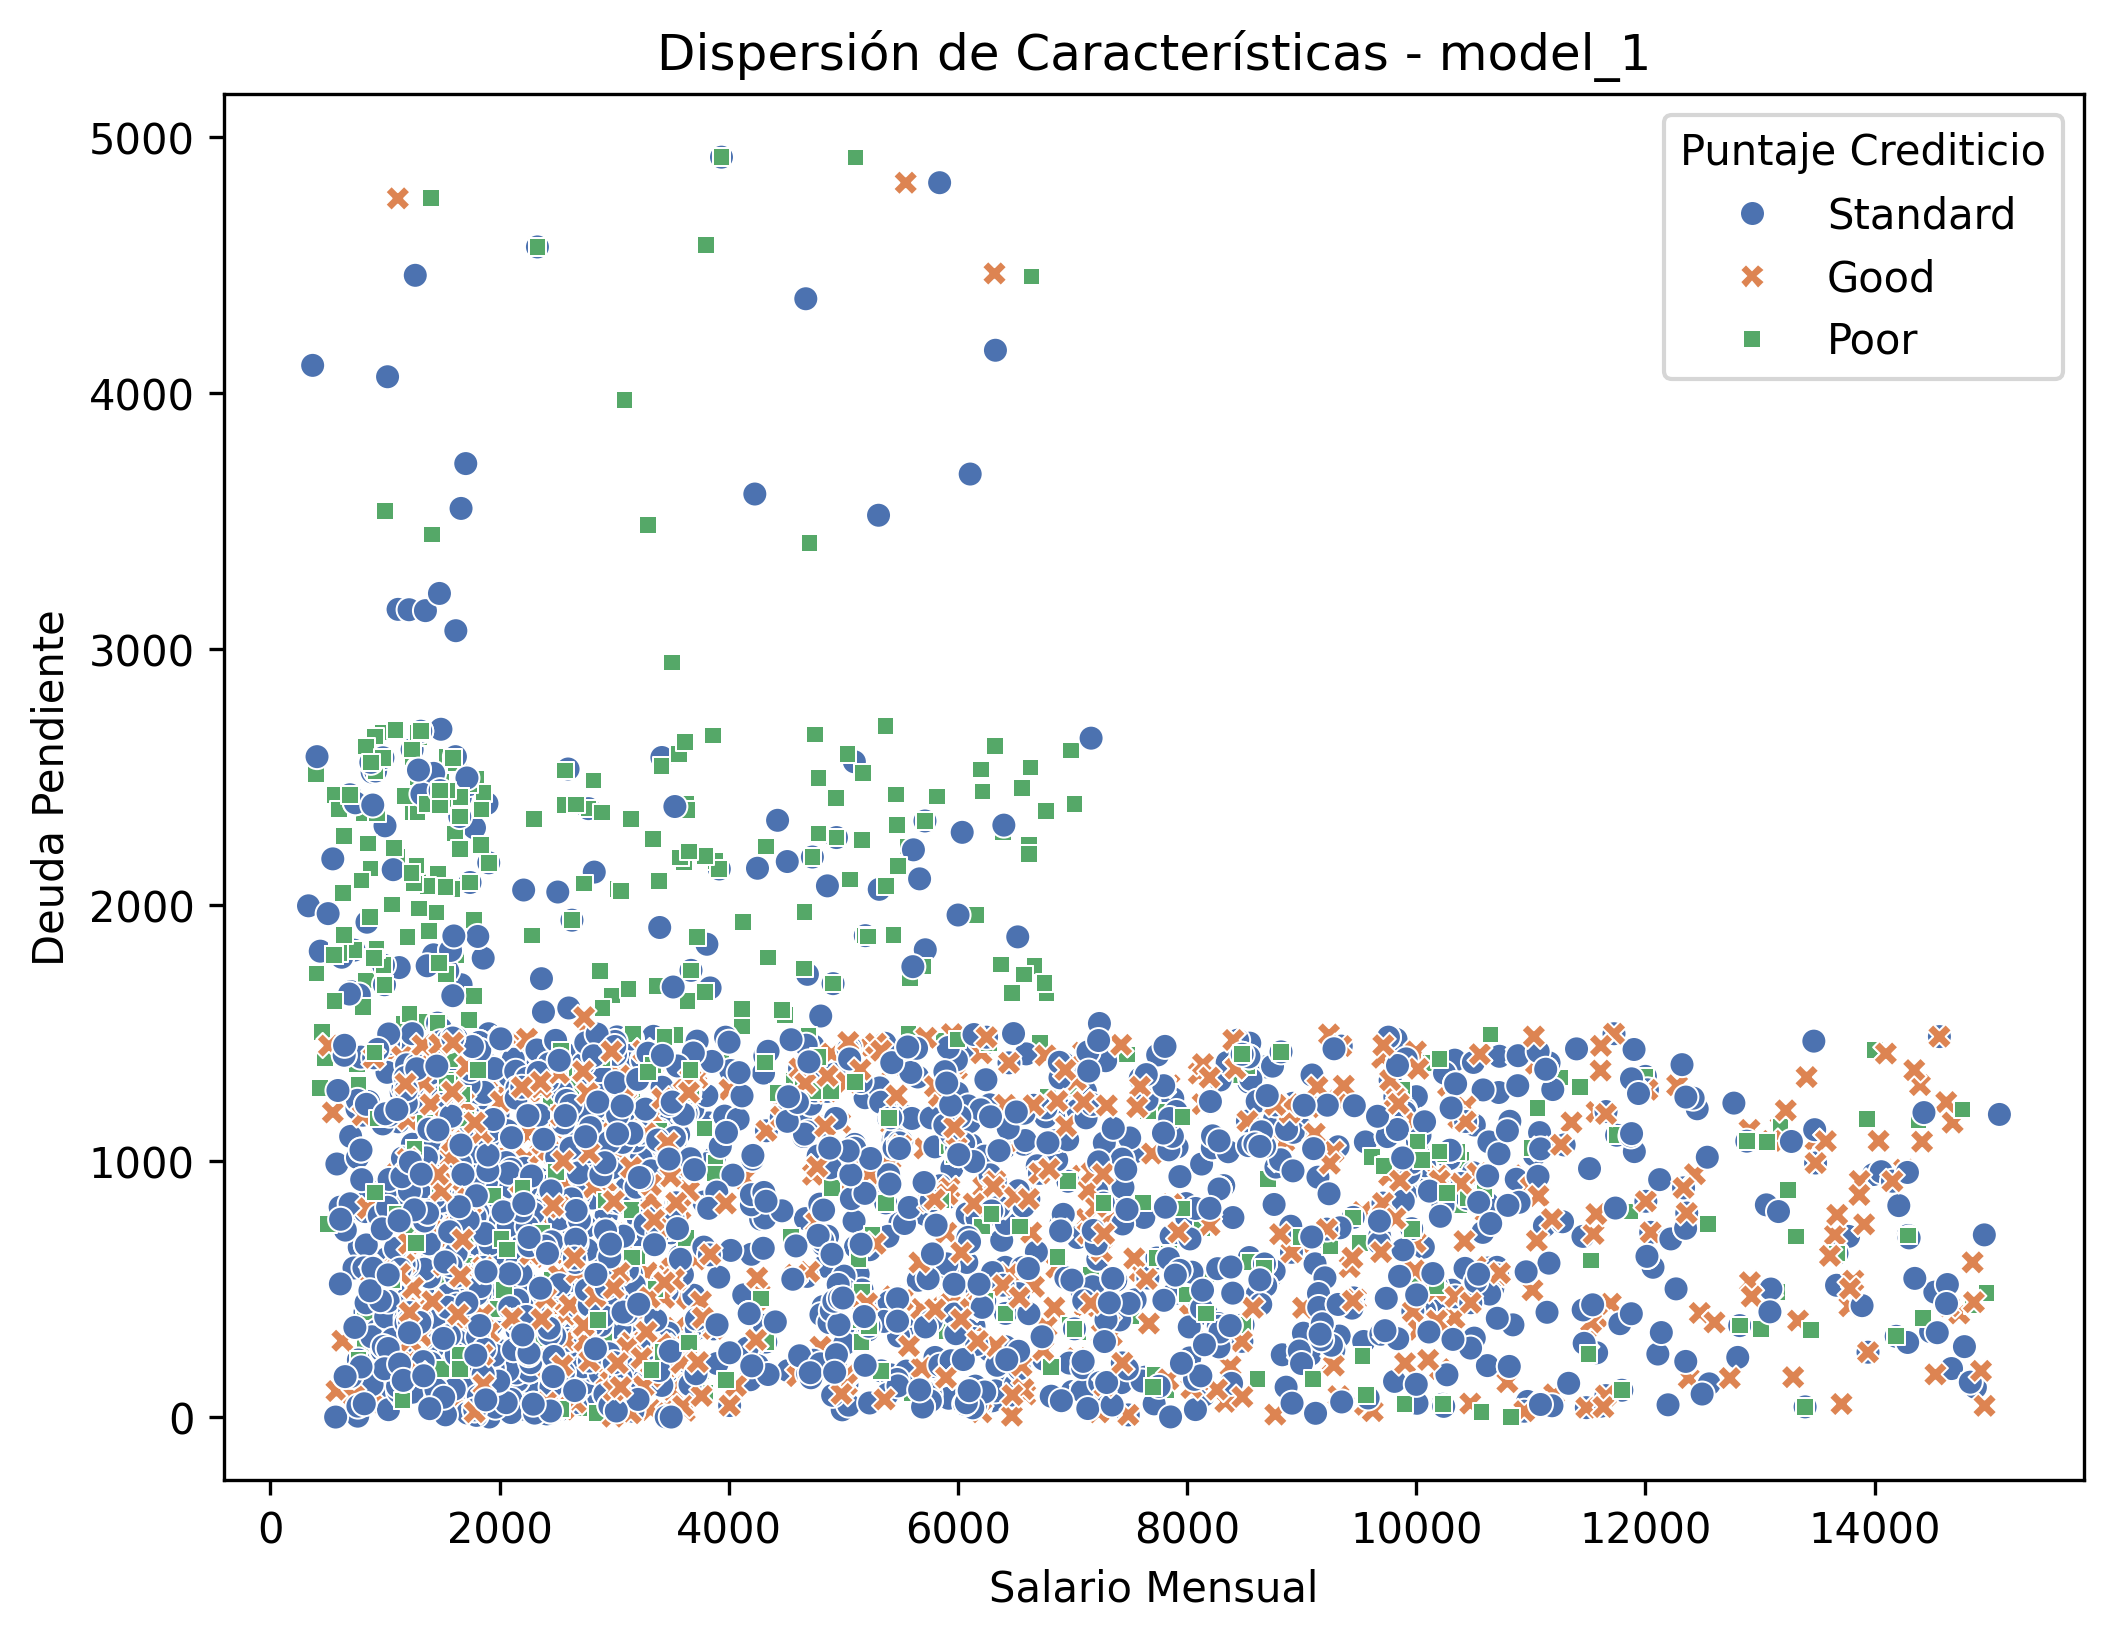 Dispersión de Características - model_1
Puntaje Crediticio
Standard
Good
Poor
5000
4000
3000
2000
1000
0
Deuda Pendiente
0 2000 4000 6000 8000 10000 12000 14000
Salario Mensual